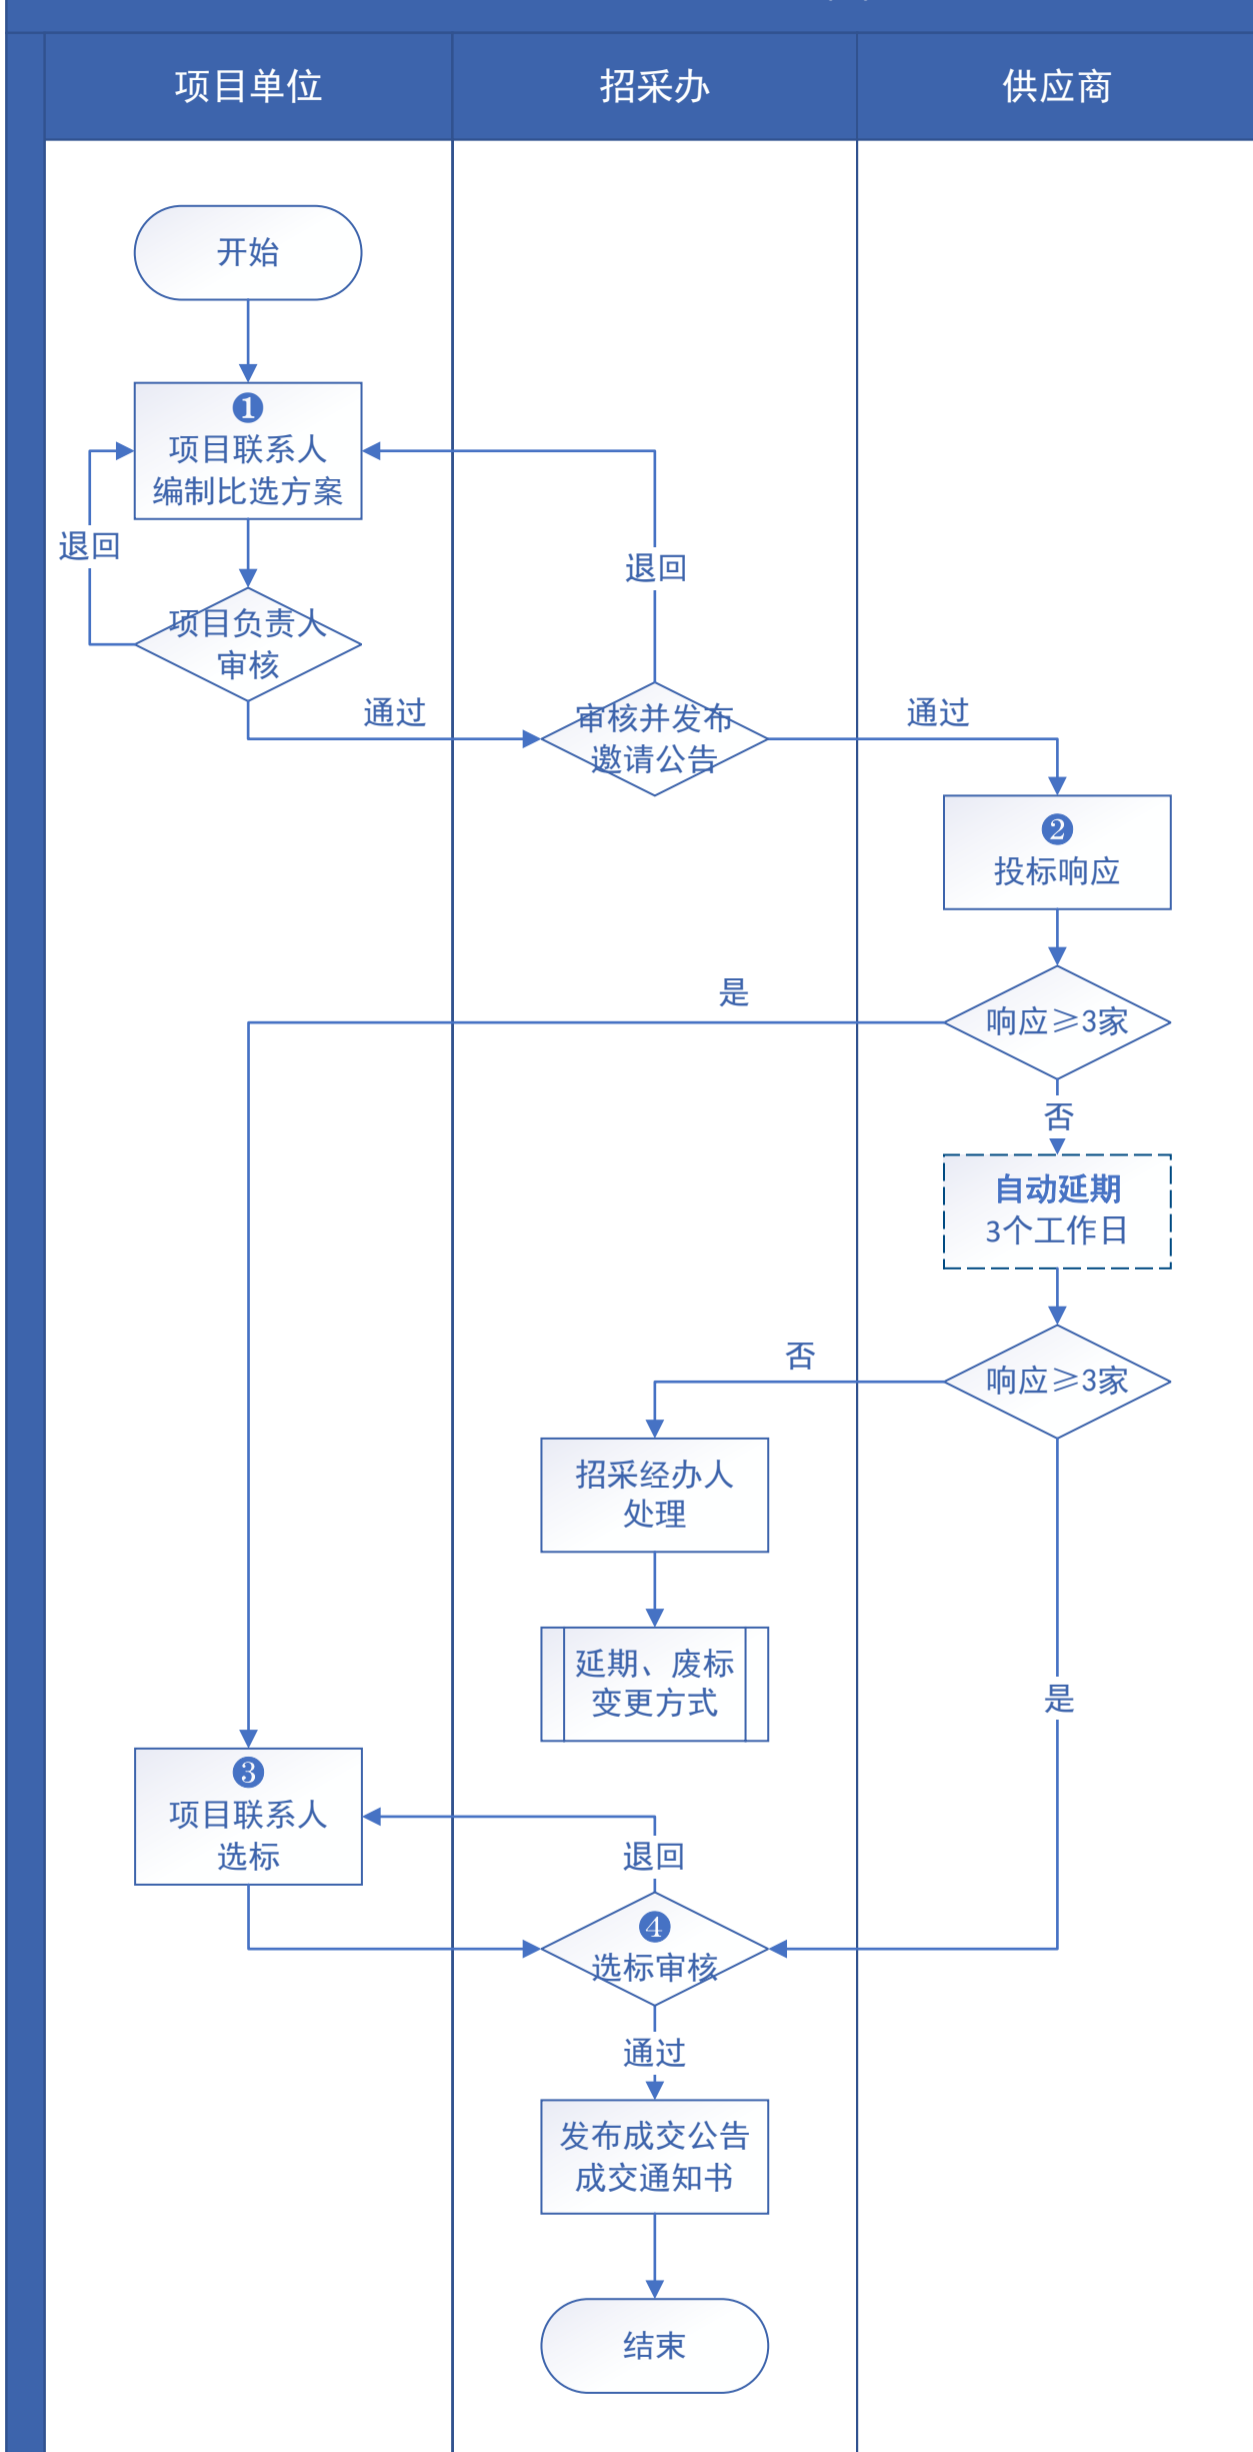 项目单位
招采办
供应商
开始
❶
项目联系人
编制比选方案
退回
退回
项目负责人
审核
通过
审核并发布
邀请公告
通过
❷
投标响应
是
响应≥3家
否
自动延期
3个工作日
否
响应≥3家
招采经办人
处理
延期、废标
变更方式
是
❸
项目联系人
选标
退回
❹
选标审核
通过
发布成交公告
成交通知书
结束